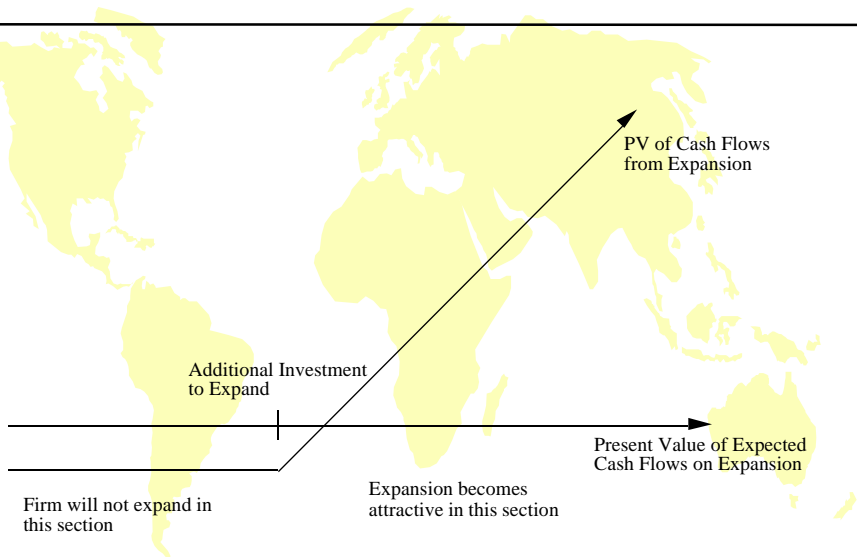 PV of Cash Flows
from Expansion
Additional Investment
to Expand
Present Value of Expected
Cash Flows on Expansion
Firm will not expand in
this section
Expansion becomes
attractive in this section